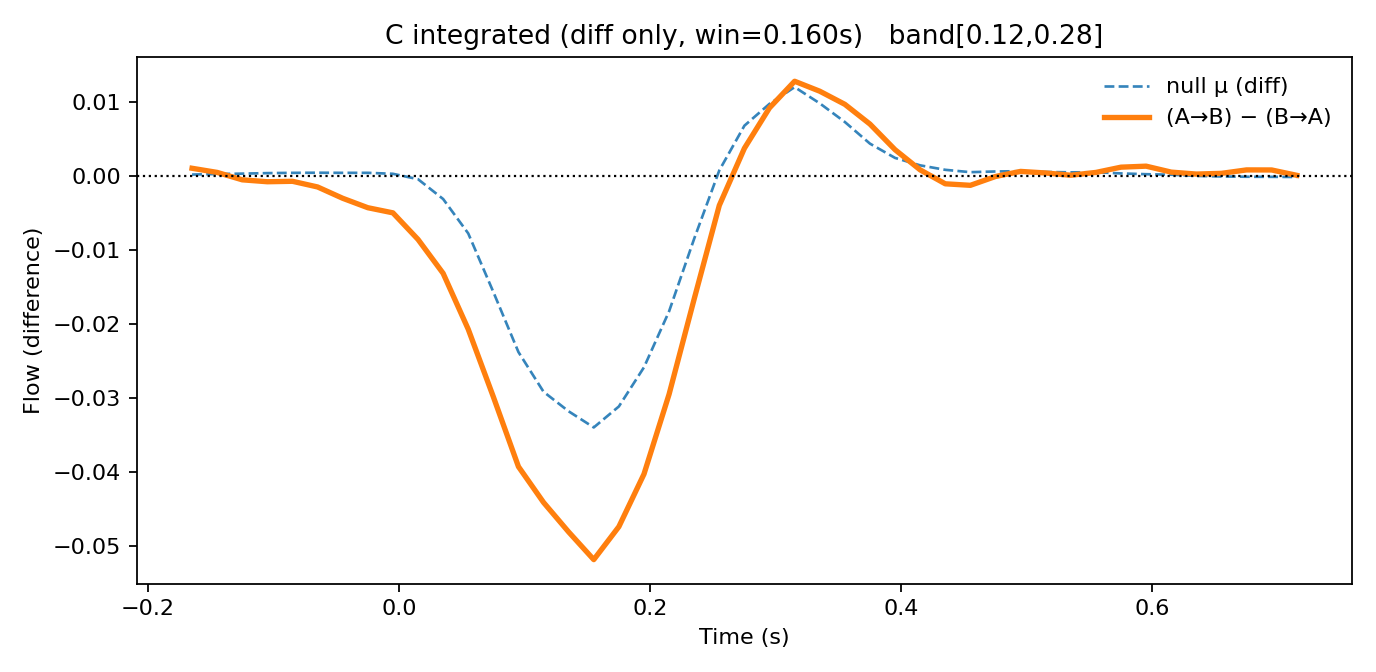 C integrated (diff only, win=0.160s)   band[0.12,0.28]
null μ (diff)
(A→B) − (B→A)
Flow (difference)
0.01
0.00
−0.01
−0.02
−0.03
−0.04
−0.05
−0.2 0.0 0.2 0.4 0.6
Time (s)